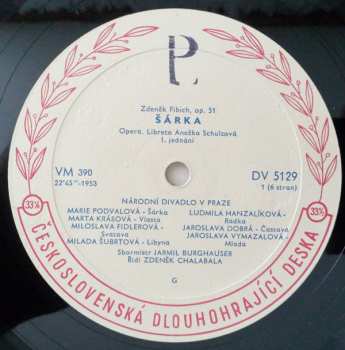 P
Zdeněk Fibich, op. 51
ŠÁRKA
Opera. Libreto Anežka Schulzová
1. jednání
VM 390
22'45"-1953
DV 5129
1 (6 stran)
NÁRODNÍ DIVADLO V PRAZE
MARIE PODVALOVÁ - Šárka
MARTA KRÁSOVÁ - Vlasta
MILOSLAVA FIDLEROVÁ -
Svatava
MILADA ŠUBRTOVÁ - Libyna
LUDMILA HANZALÍKOVÁ -
Radka
JAROSLAVA DOBRÁ - Častava
JAROSLAVA VYMAZALOVÁ -
Mlada
Sbormistr JARMIL BURGHAUSER
Řídí ZDENĚK CHALABALA
G
33⅓
33⅓
ČESKOSLOVENSKÁ DLOUHOHRAJÍCÍ DESKA